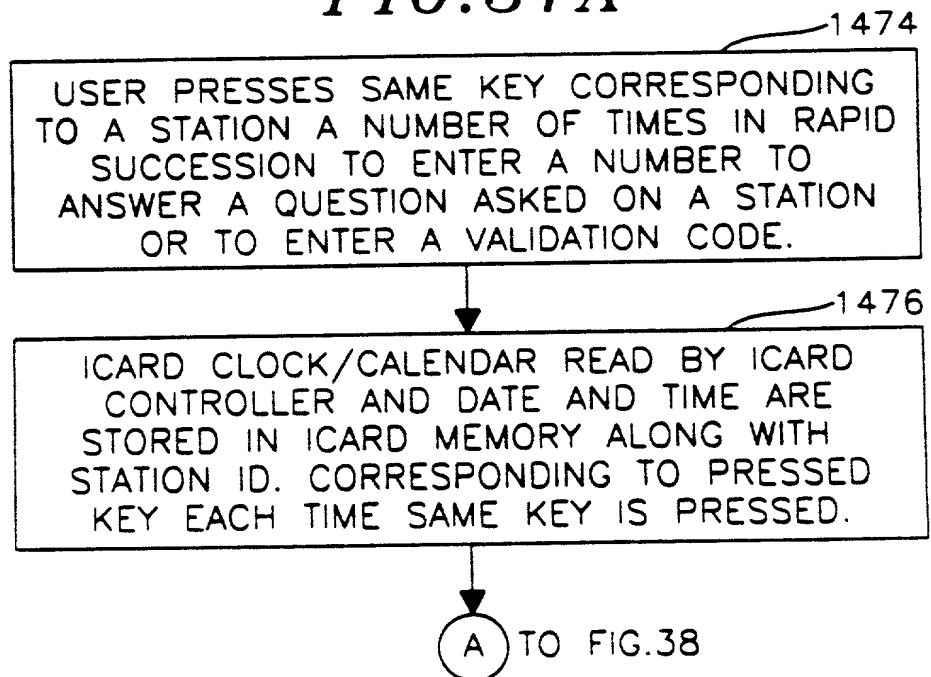 FIG.37A
1474
USER PRESSES SAME KEY CORRESPONDING
TO A STATION A NUMBER OF TIMES IN RAPID
SUCCESSION TO ENTER A NUMBER TO
ANSWER A QUESTION ASKED ON A STATION
OR TO ENTER A VALIDATION CODE.
1476
ICARD CLOCK/CALENDAR READ BY ICARD
CONTROLLER AND DATE AND TIME ARE
STORED IN ICARD MEMORY ALONG WITH
STATION ID. CORRESPONDING TO PRESSED
KEY EACH TIME SAME KEY IS PRESSED.
A TO FIG.38